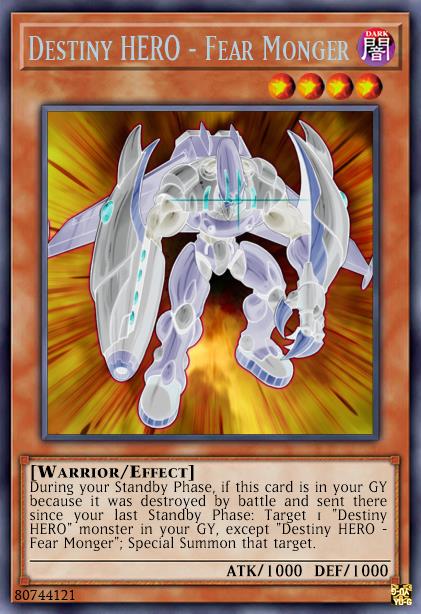 DESTINY HERO - FEAR MONGER
DARK
闇
[WARRIOR/EFFECT]
During your Standby Phase, if this card is in your GY
because it was destroyed by battle and sent there
since your last Standby Phase: Target 1 "Destiny
HERO" monster in your GY, except "Destiny HERO -
Fear Monger"; Special Summon that target.
ATK/1000 DEF/1000
80744121